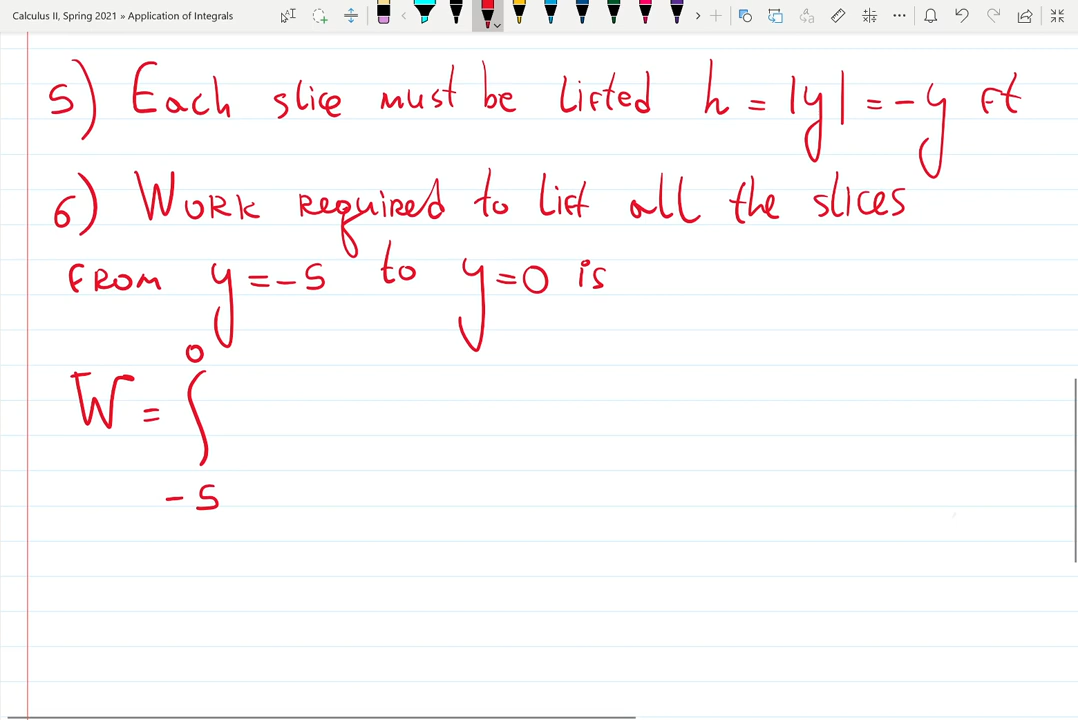 Calculus II, Spring 2021 » Application of Integrals
5) Each slice must be Lifted h = |y| = -y ft
6) Work required to Lift all the slices
from y = -5 to y = 0 is
0
W = ∫
-5